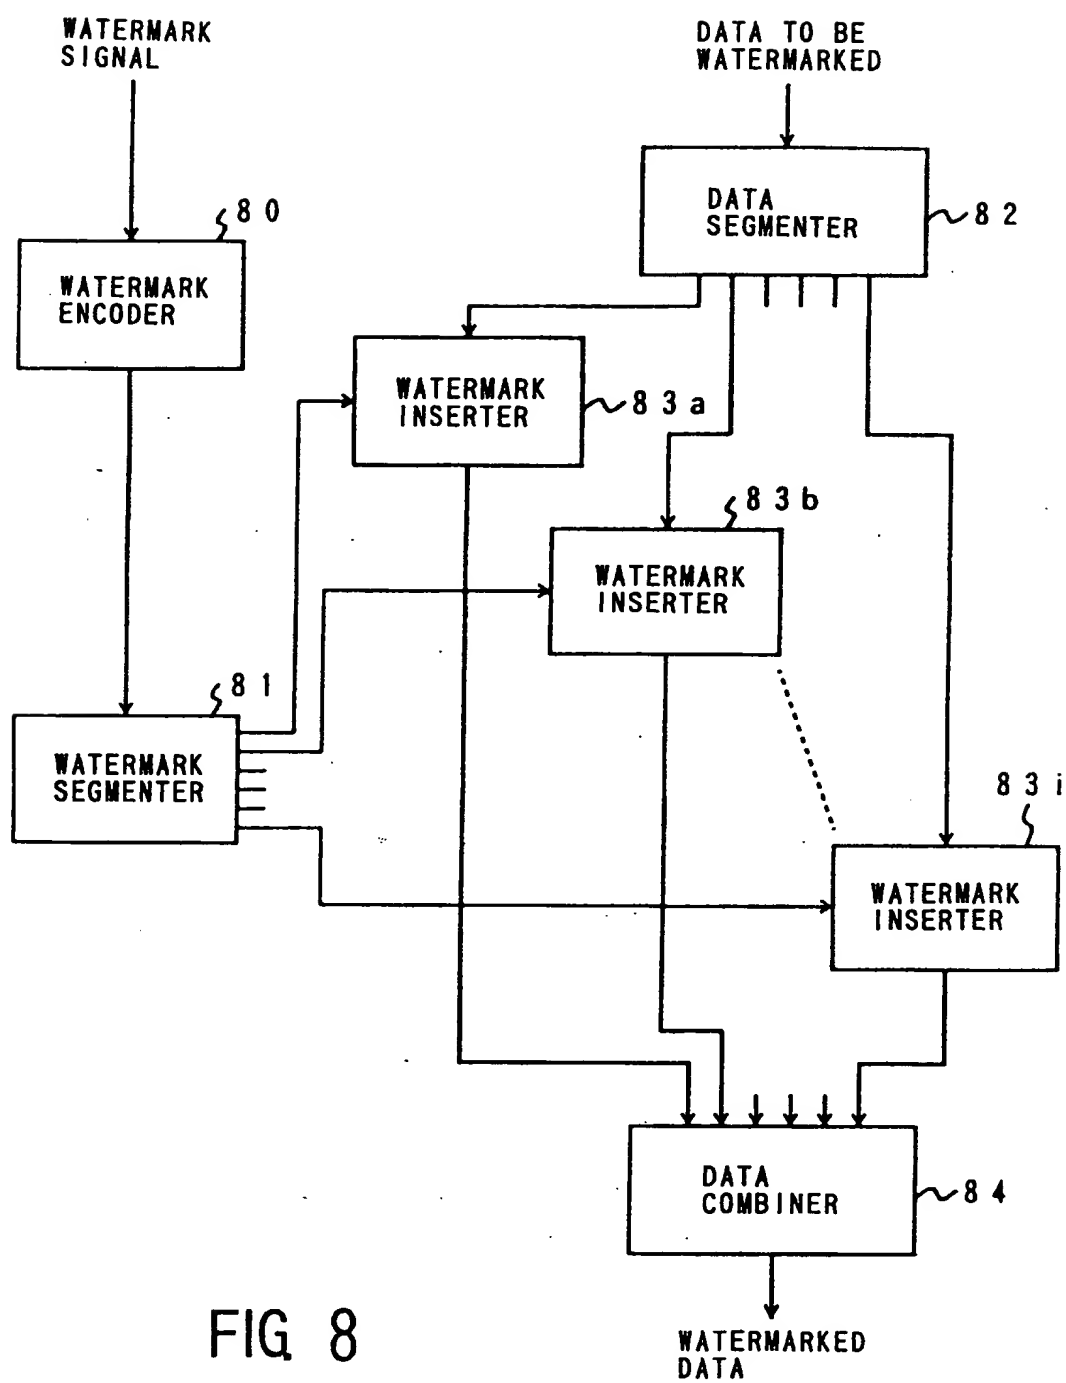 WATERMARK
SIGNAL
DATA TO BE
WATERMARKED
80
DATA
SEGMENTER
82
WATERMARK
ENCODER
WATERMARK
INSERTER
83a
83b
WATERMARK
INSERTER
81
WATERMARK
SEGMENTER
83i
WATERMARK
INSERTER
DATA
COMBINER
84
FIG. 8
WATERMARKED
DATA